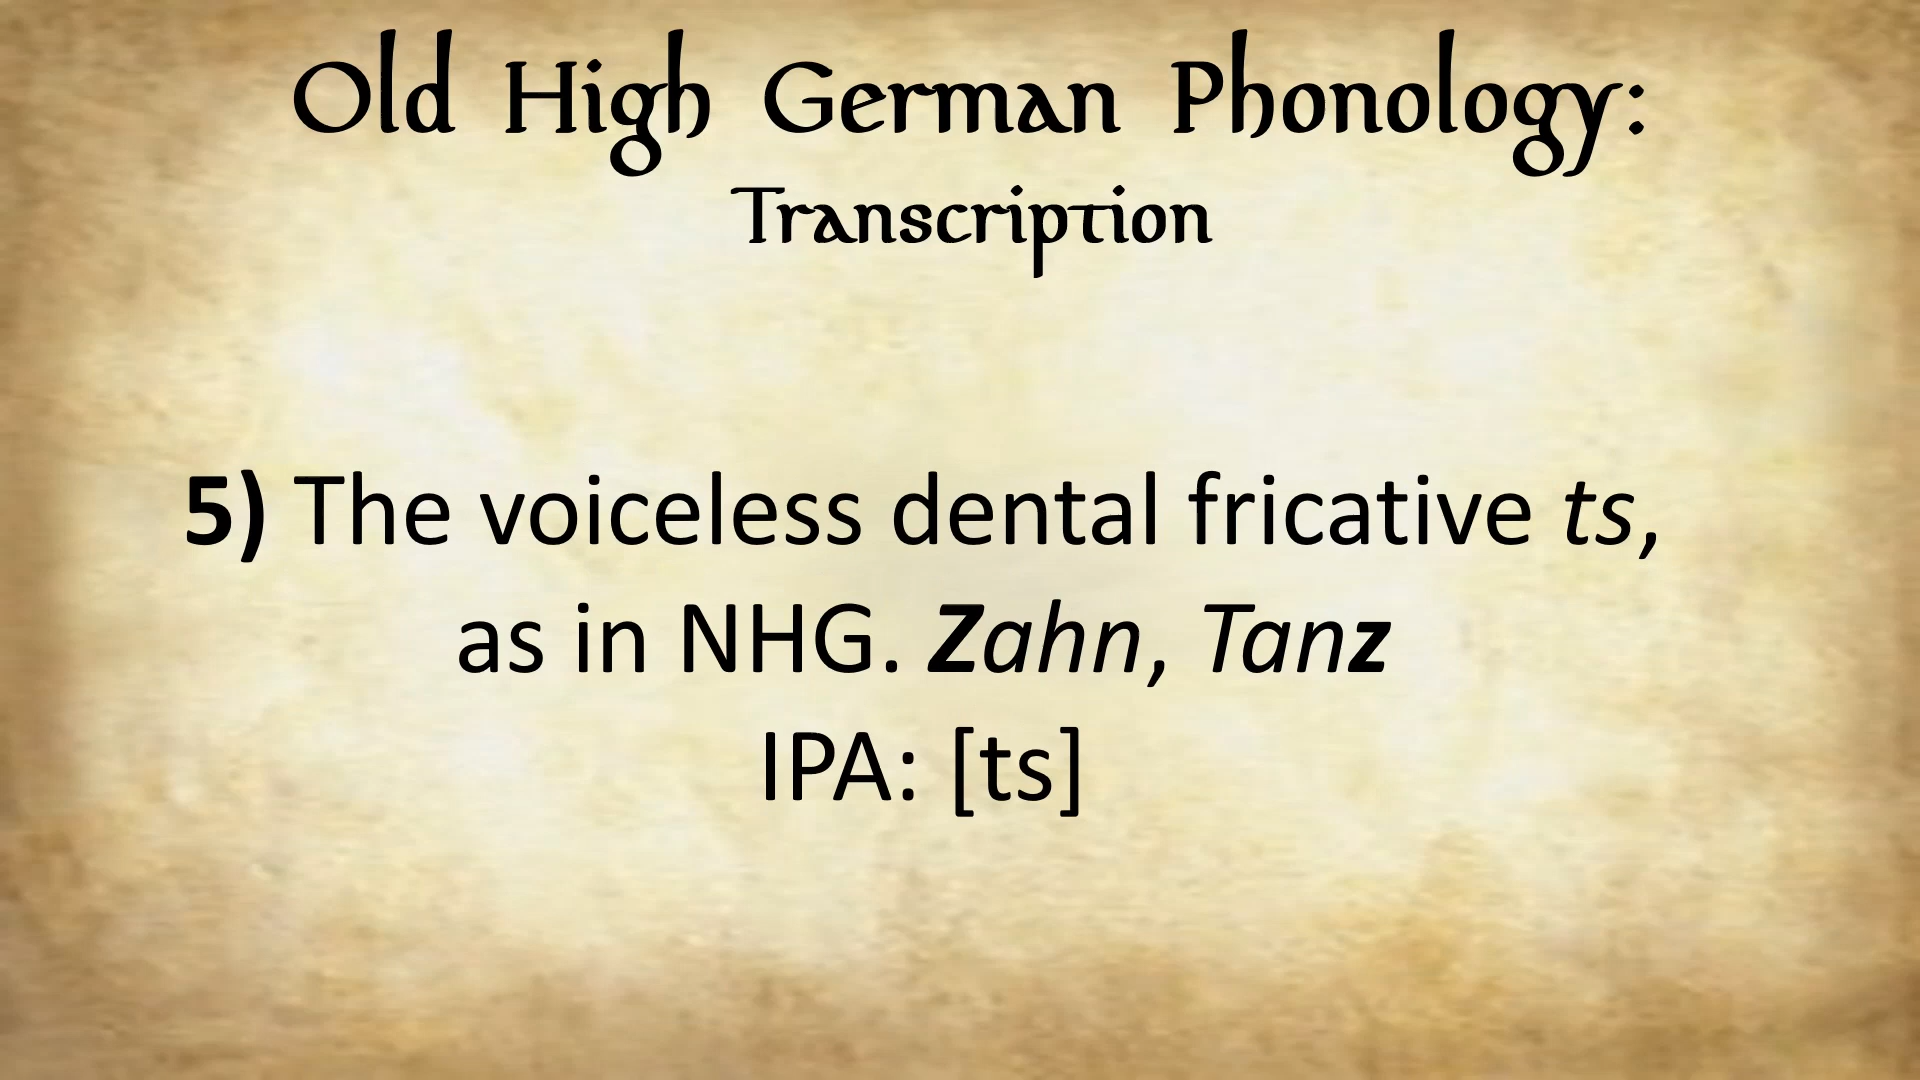 Old High German Phonology:
Transcription
5) The voiceless dental fricative ts,
as in NHG. Zahn, Tanz
IPA: [ts]